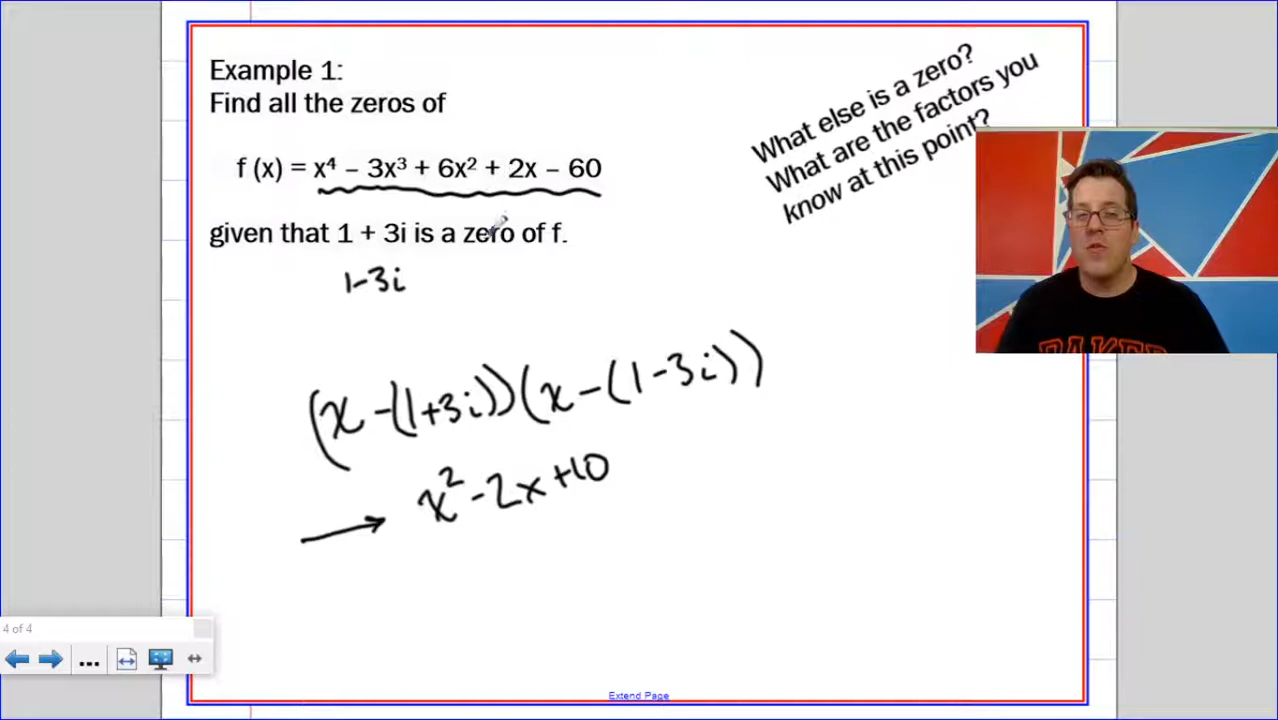 Example 1:
Find all the zeros of
f (x) = x⁴ – 3x³ + 6x² + 2x – 60
given that 1 + 3i is a zero of f.
1-3i
(x-(1+3i))(x-(1-3i))
x²-2x+10
What else is a zero?
What are the factors you
know at this point?
BAKER
4 of 4
...
Extend Page